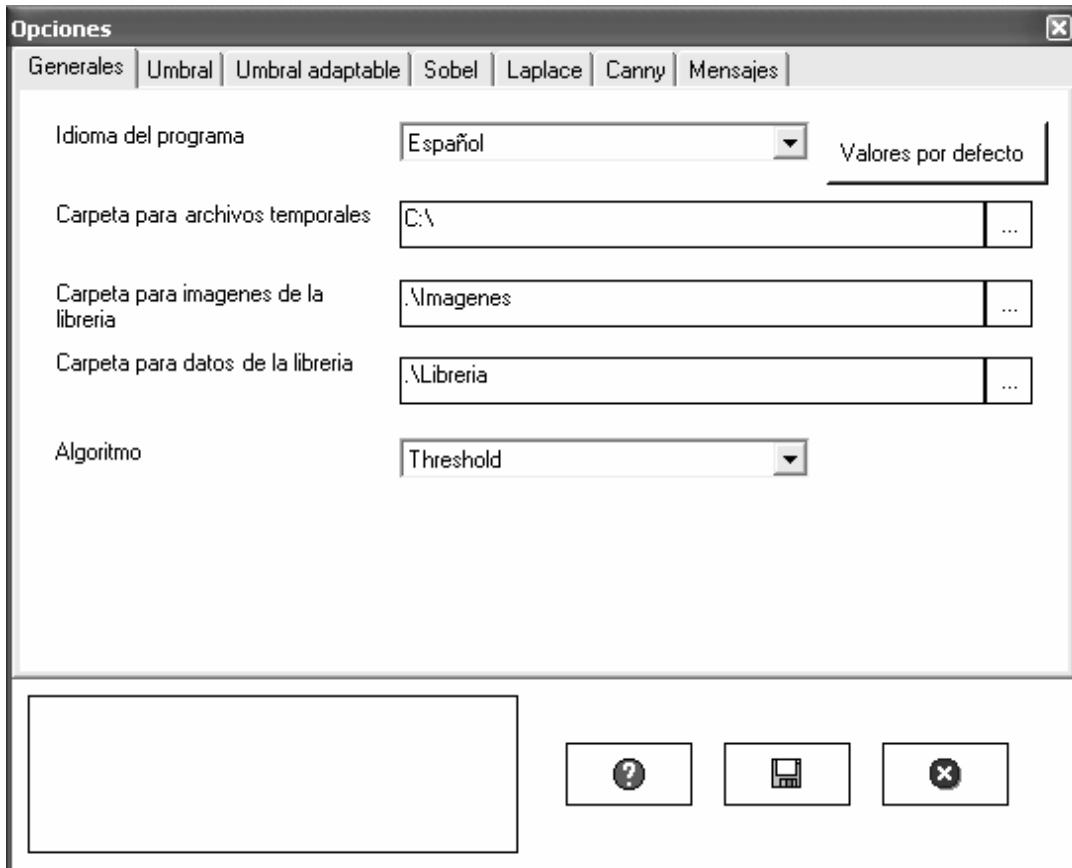 Opciones
Generales Umbral Umbral adaptable Sobel Laplace Canny Mensajes
Idioma del programa Español Valores por defecto
Carpeta para archivos temporales C:\ ...
Carpeta para imagenes de la
libreria .\Imagenes ...
Carpeta para datos de la libreria .\Libreria ...
Algoritmo Threshold